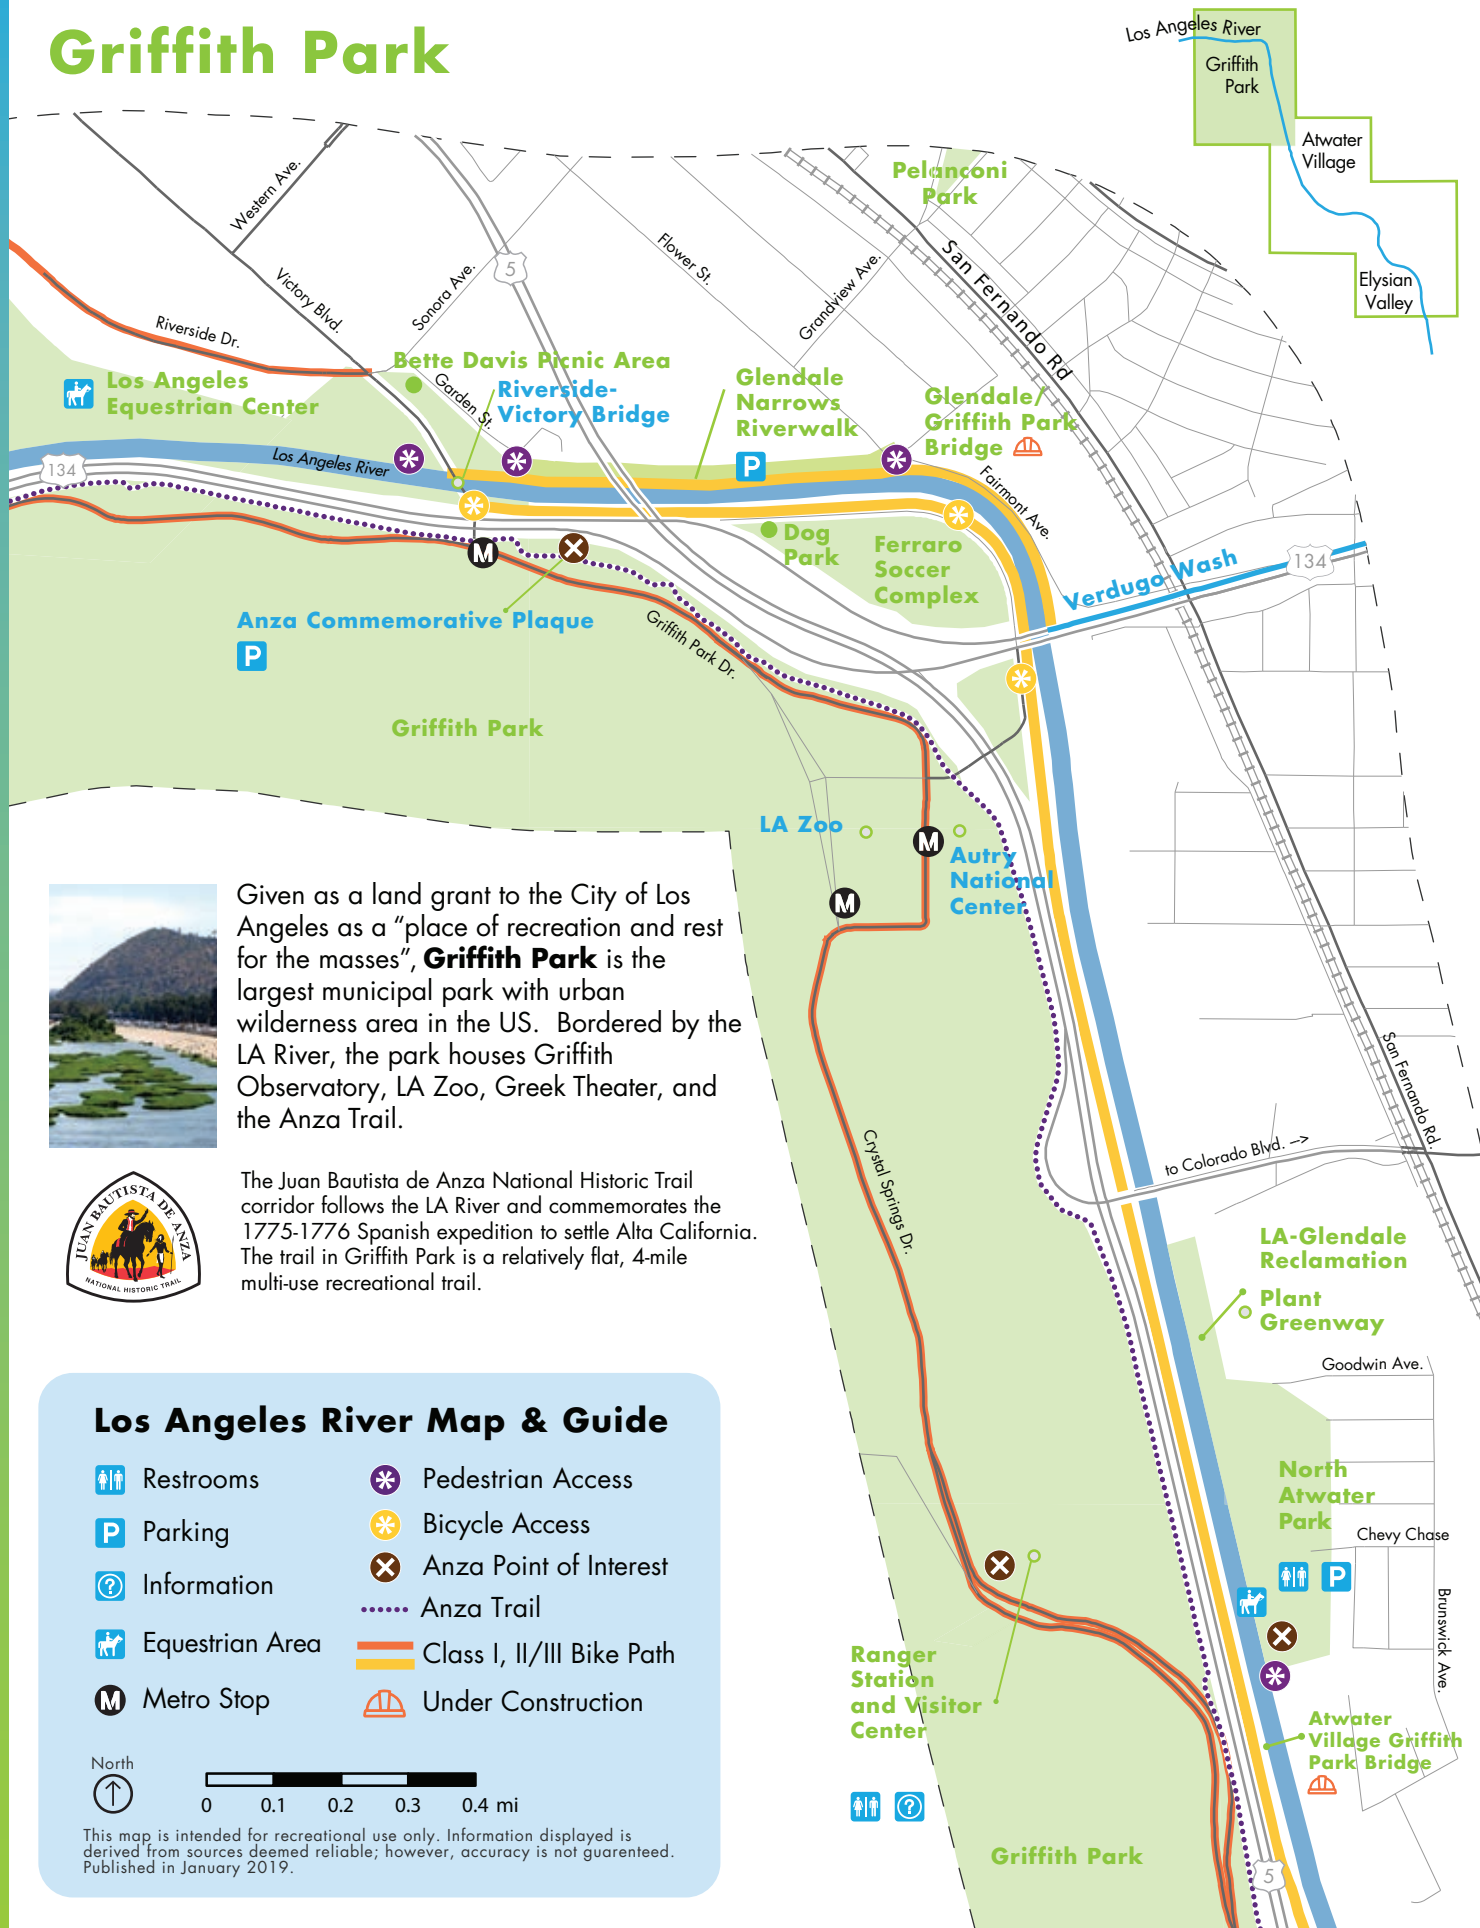 Griffith Park
Los Angeles River
Griffith
Park
Atwater
Village
Elysian
Valley
Western Ave.
Victory Blvd.
Sonora Ave.
5
Flower St.
Grandview Ave.
Pelanconi
Park
San Fernando Rd
Riverside Dr.
Los Angeles
Equestrian Center
Bette Davis Picnic Area
Garden St.
Riverside-
Victory Bridge
Glendale
Narrows
Riverwalk
P
Glendale/
Griffith Park
Bridge
Fairmont Ave.
134
Los Angeles River
M
Dog
Park
Ferraro
Soccer
Complex
Verdugo Wash
134
Anza Commemorative Plaque
P
Griffith Park Dr.
Griffith Park
LA Zoo
M
Autry
National
Center
M
Given as a land grant to the City of Los
Angeles as a “place of recreation and rest
for the masses”, Griffith Park is the
largest municipal park with urban
wilderness area in the US.  Bordered by the
LA River, the park houses Griffith
Observatory, LA Zoo, Greek Theater, and
the Anza Trail.
JUAN BAUTISTA DE ANZA
NATIONAL HISTORIC TRAIL
The Juan Bautista de Anza National Historic Trail
corridor follows the LA River and commemorates the
1775-1776 Spanish expedition to settle Alta California.
The trail in Griffith Park is a relatively flat, 4-mile
multi-use recreational trail.
San Fernando Rd.
to Colorado Blvd. ->
Crystal Springs Dr.
LA-Glendale
Reclamation
Plant
Greenway
Goodwin Ave.
North
Atwater
Park
Chevy Chase
P
Brunswick Ave.
Ranger
Station
and Visitor
Center
?
Atwater
Village Griffith
Park Bridge
Griffith Park
5
Los Angeles River Map & Guide
Restrooms
P Parking
? Information
Equestrian Area
M Metro Stop
Pedestrian Access
Bicycle Access
Anza Point of Interest
Anza Trail
Class I, II/III Bike Path
Under Construction
North
0 0.1 0.2 0.3 0.4 mi
This map is intended for recreational use only. Information displayed is
derived from sources deemed reliable; however, accuracy is not guarenteed.
Published in January 2019.